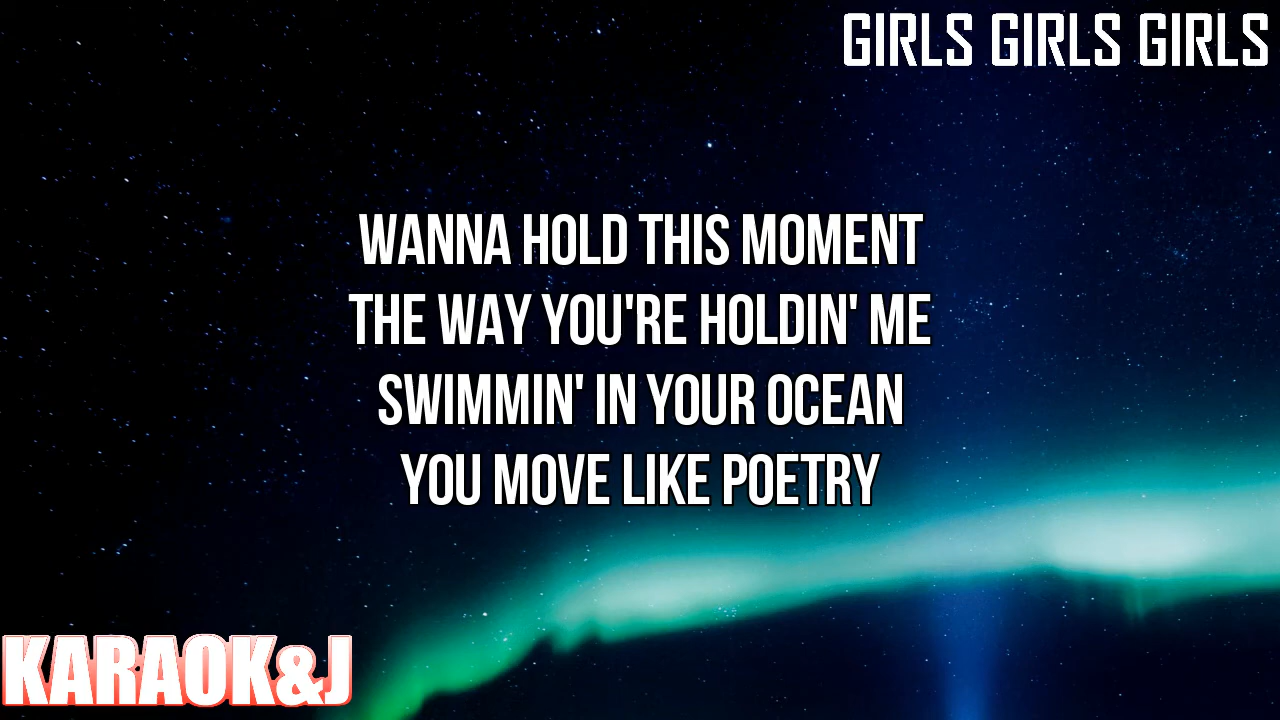 GIRLS GIRLS GIRLS
WANNA HOLD THIS MOMENT
THE WAY YOU'RE HOLDIN' ME
SWIMMIN' IN YOUR OCEAN
YOU MOVE LIKE POETRY
KARAOK&J